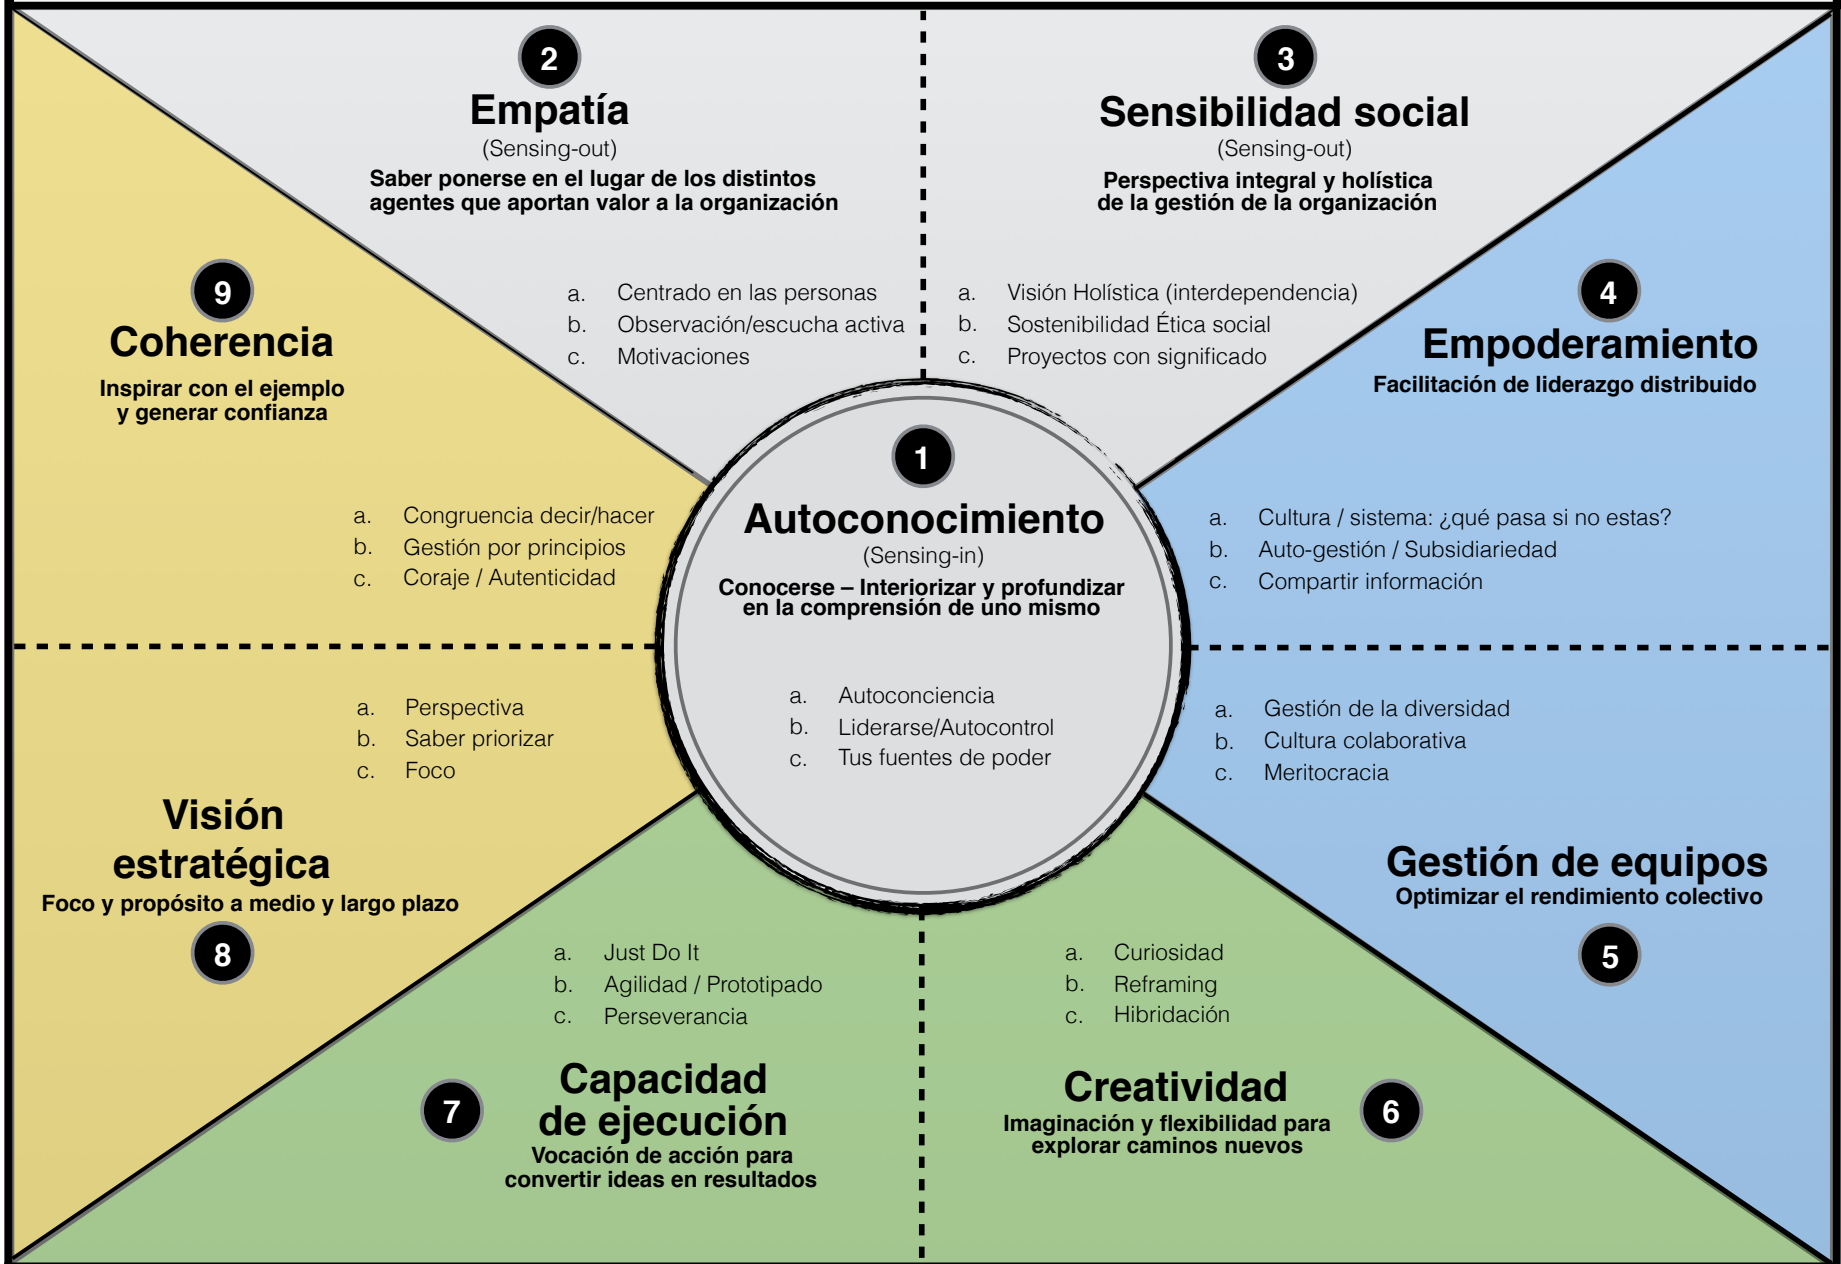 2
Empatía
(Sensing-out)
Saber ponerse en el lugar de los distintos
agentes que aportan valor a la organización
a. Centrado en las personas
b. Observación/escucha activa
c. Motivaciones
3
Sensibilidad social
(Sensing-out)
Perspectiva integral y holística
de la gestión de la organización
a. Visión Holística (interdependencia)
b. Sostenibilidad Ética social
c. Proyectos con significado
9
Coherencia
Inspirar con el ejemplo
y generar confianza
a. Congruencia decir/hacer
b. Gestión por principios
c. Coraje / Autenticidad
1
Autoconocimiento
(Sensing-in)
Conocerse – Interiorizar y profundizar
en la comprensión de uno mismo
a. Autoconciencia
b. Liderarse/Autocontrol
c. Tus fuentes de poder
4
Empoderamiento
Facilitación de liderazgo distribuido
a. Cultura / sistema: ¿qué pasa si no estas?
b. Auto-gestión / Subsidiariedad
c. Compartir información
a. Perspectiva
b. Saber priorizar
c. Foco
Visión
estratégica
Foco y propósito a medio y largo plazo
8
a. Gestión de la diversidad
b. Cultura colaborativa
c. Meritocracia
Gestión de equipos
Optimizar el rendimiento colectivo
5
a. Just Do It
b. Agilidad / Prototipado
c. Perseverancia
7
Capacidad
de ejecución
Vocación de acción para
convertir ideas en resultados
a. Curiosidad
b. Reframing
c. Hibridación
Creatividad
Imaginación y flexibilidad para
explorar caminos nuevos
6